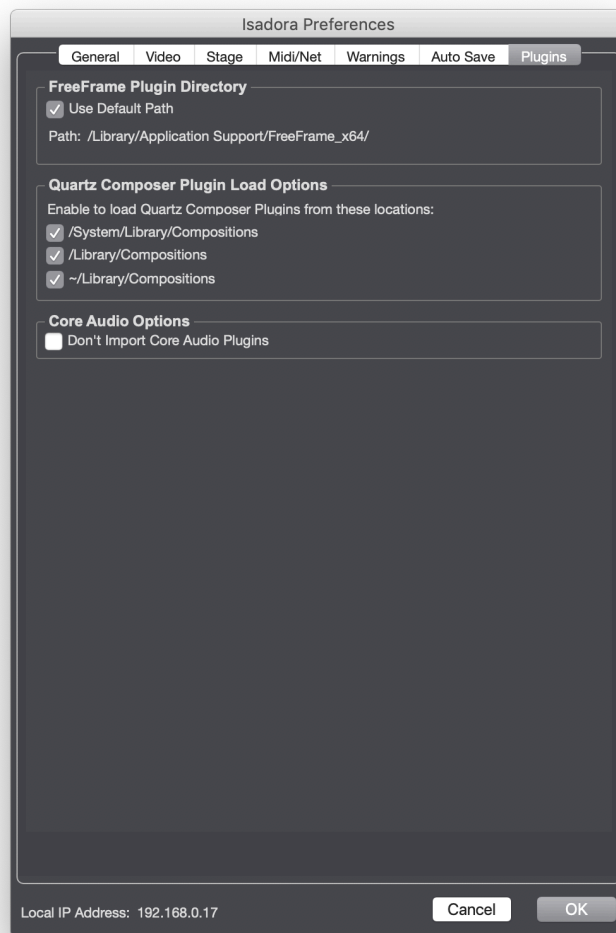 Isadora Preferences
General Video Stage Midi/Net Warnings Auto Save Plugins
FreeFrame Plugin Directory
Use Default Path
Path: /Library/Application Support/FreeFrame_x64/
Quartz Composer Plugin Load Options
Enable to load Quartz Composer Plugins from these locations:
/System/Library/Compositions
/Library/Compositions
~/Library/Compositions
Core Audio Options
Don't Import Core Audio Plugins
Local IP Address: 192.168.0.17 Cancel OK